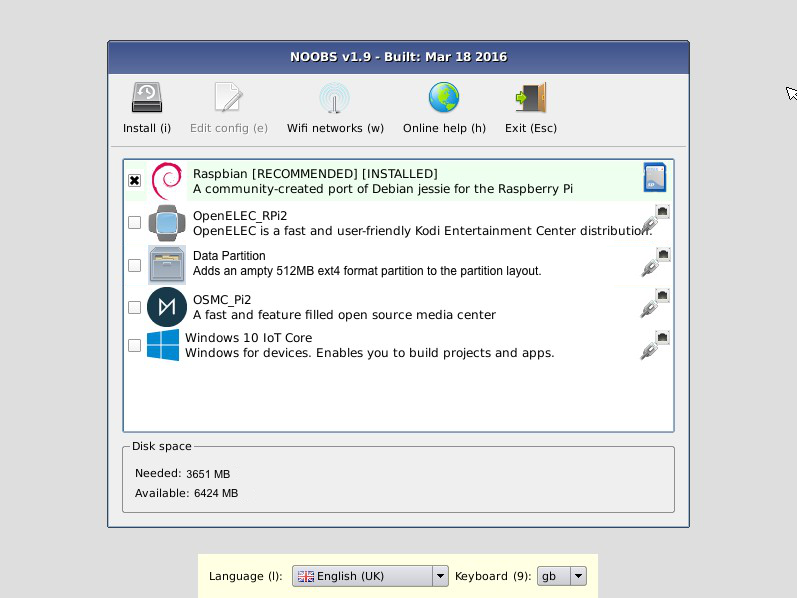 NOOBS v1.9 - Built: Mar 18 2016
Install (i) Edit config (e) Wifi networks (w) Online help (h) Exit (Esc)
Raspbian [RECOMMENDED] [INSTALLED]
A community-created port of Debian jessie for the Raspberry Pi
OpenELEC_RPi2
OpenELEC is a fast and user-friendly Kodi Entertainment Center distribution.
Data Partition
Adds an ampty 512MB ext4 format partition to the partition layout.
OSMC_Pi2
A fast and feature filled open source media center
Windows 10 IoT Core
Windows for devices. Enables you to build projects and apps.
Disk space
Needed: 3651 MB
Available: 6424 MB
Language (l): English (UK) Keyboard (9): gb